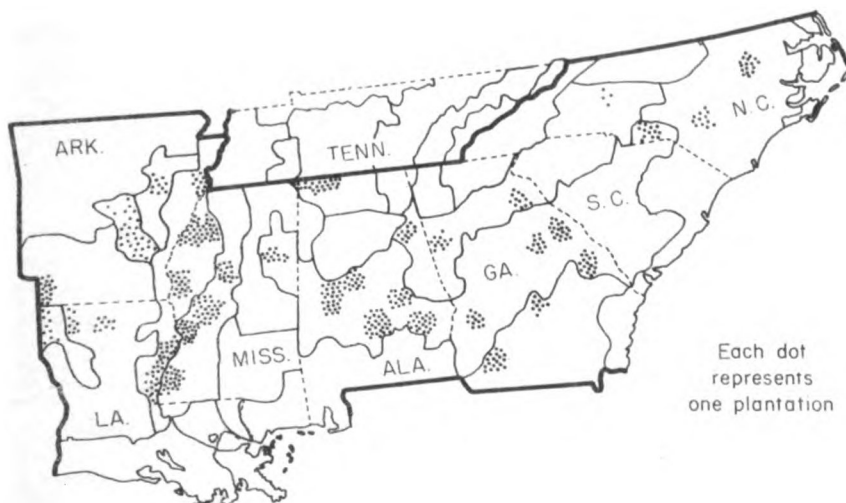 ARK.
TENN.
N.C.
S.C.
GA.
MISS.
ALA.
LA.
Each dot
represents
one plantation